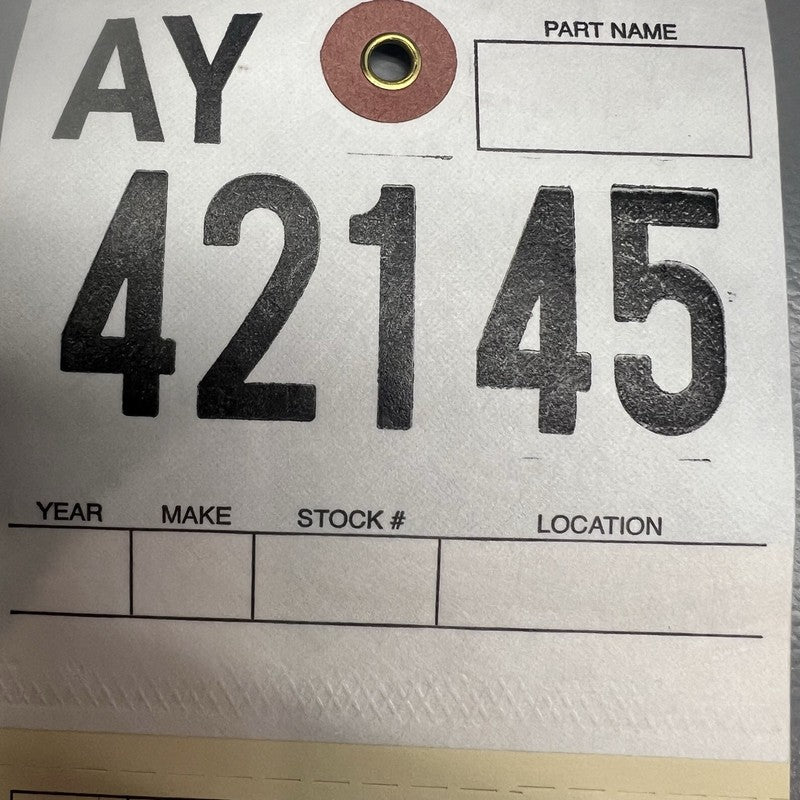 AY
PART NAME
42145
YEAR MAKE STOCK # LOCATION